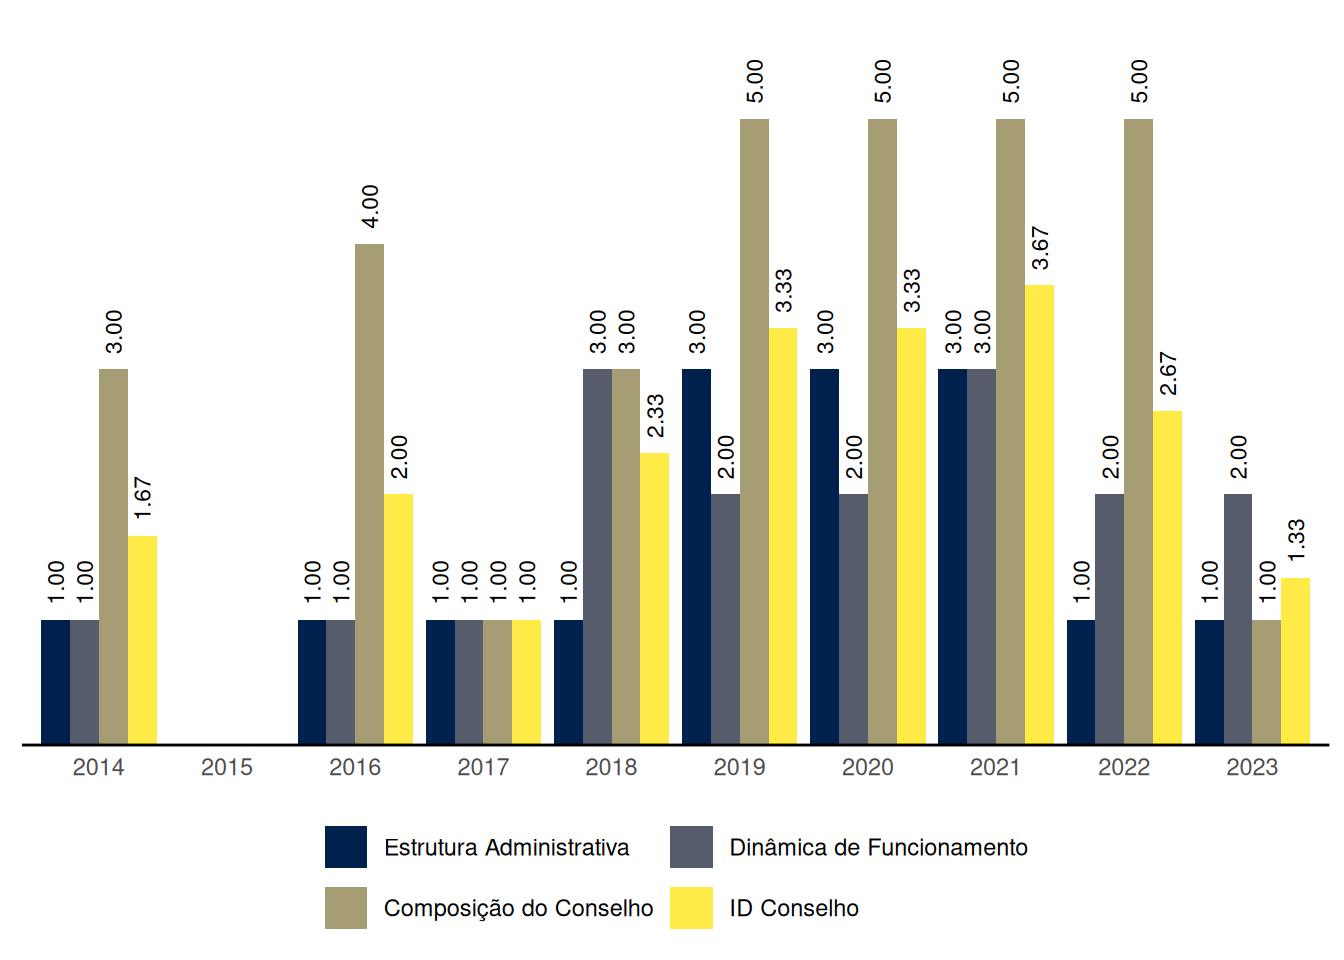 1.00 1.00 3.00 1.67
1.00 1.00 4.00 2.00
1.00 1.00 1.00 1.00
1.00 3.00 3.00 2.33
3.00 2.00 5.00 3.33
3.00 2.00 5.00 3.33
3.00 3.00 5.00 3.67
1.00 2.00 5.00 2.67
1.00 2.00 1.00 1.33
2014 2015 2016 2017 2018 2019 2020 2021 2022 2023
Estrutura Administrativa Dinâmica de Funcionamento
Composição do Conselho ID Conselho